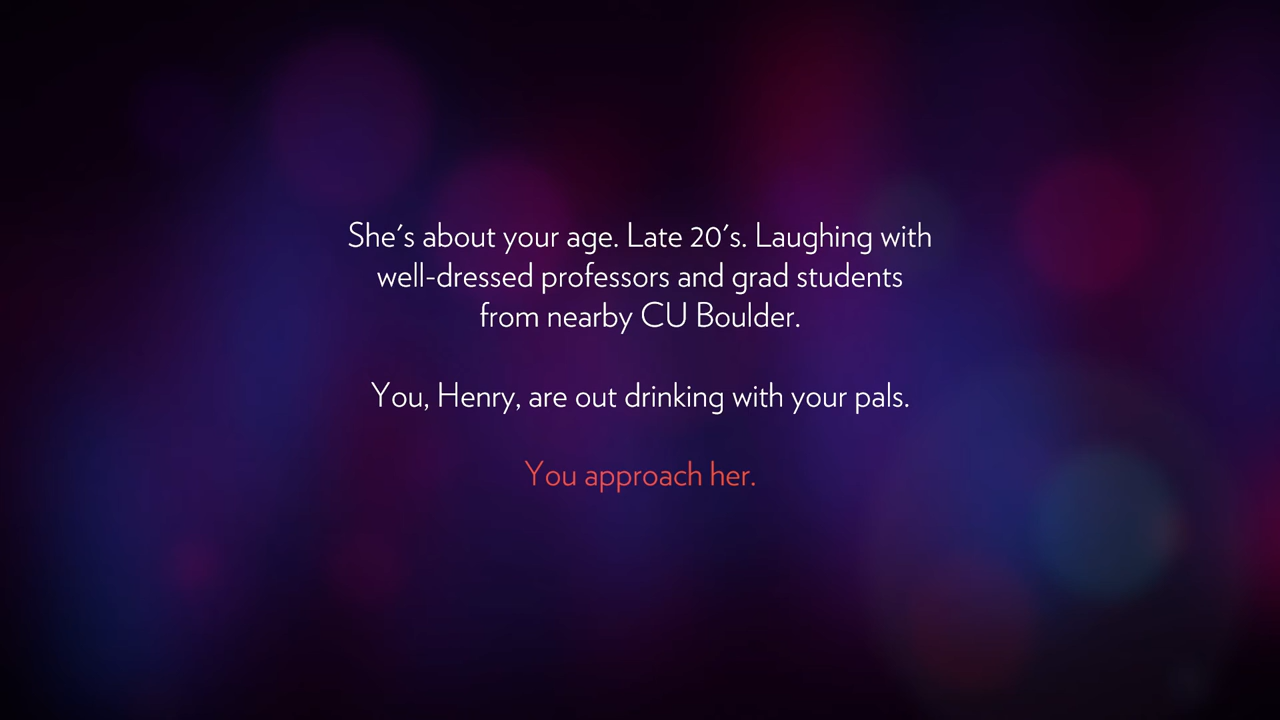 She's about your age. Late 20's. Laughing with
well-dressed professors and grad students
from nearby CU Boulder.
You, Henry, are out drinking with your pals.
You approach her.